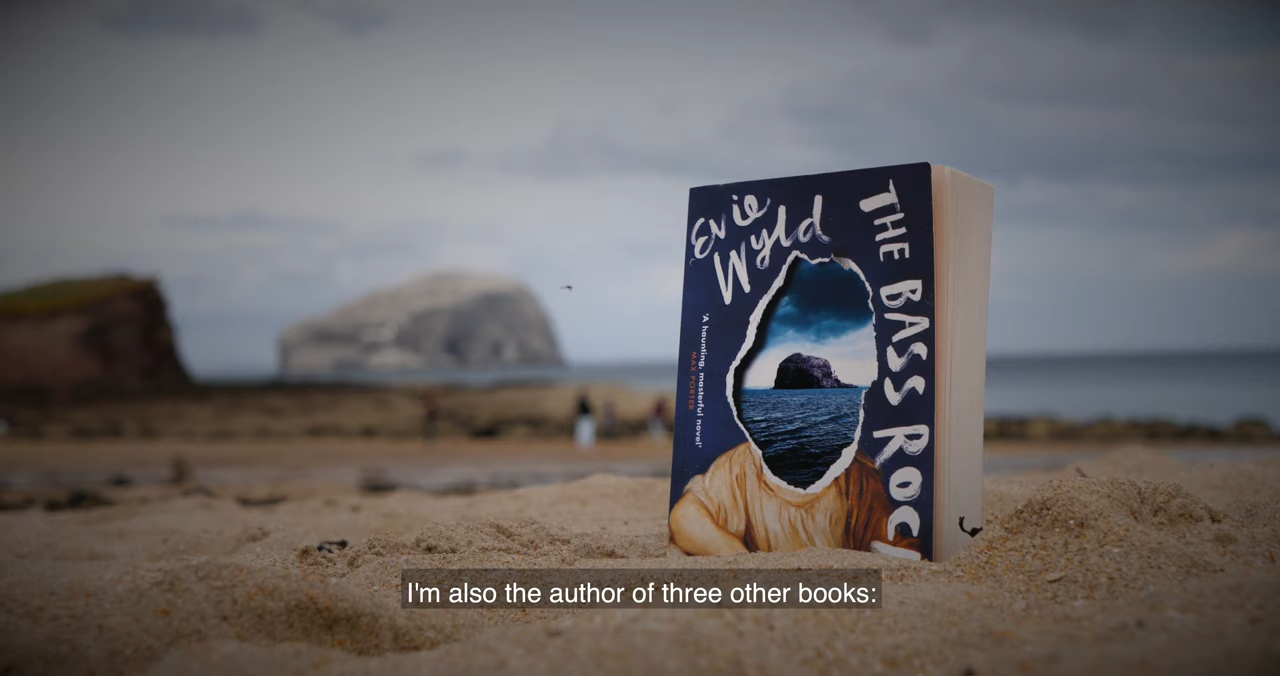 Evie
Wyld
THE BASS ROC
'A haunting, masterful novel'
MAX PORTER
I'm also the author of three other books: